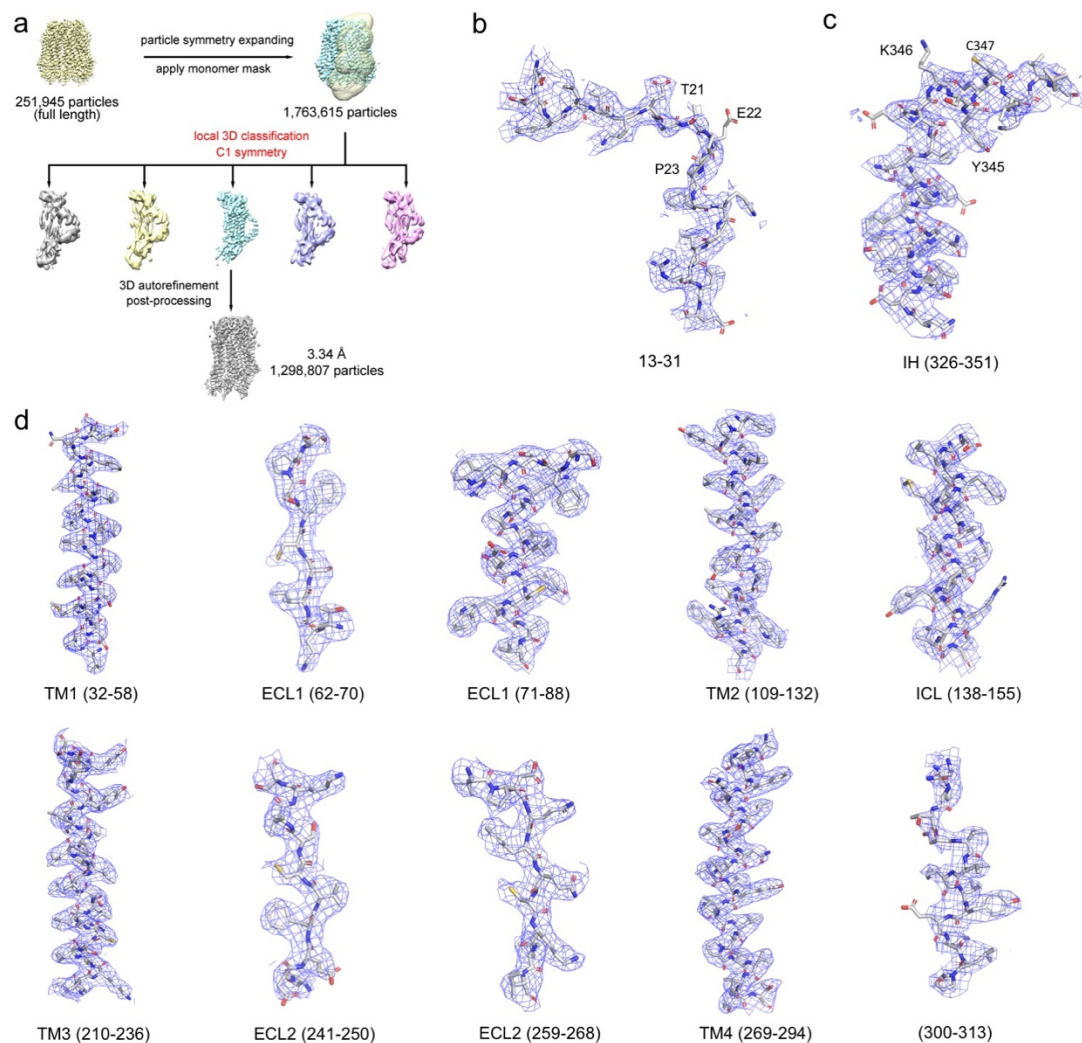 a
particle symmetry expanding
apply monomer mask
251,945 particles
(full length)
1,763,615 particles
local 3D classification
C1 symmetry
3D autorefinement
post-processing
3.34 Å
1,298,807 particles
b
T21
E22
P23
13-31
c
K346
C347
Y345
IH (326-351)
d
TM1 (32-58)
ECL1 (62-70)
ECL1 (71-88)
TM2 (109-132)
ICL (138-155)
TM3 (210-236)
ECL2 (241-250)
ECL2 (259-268)
TM4 (269-294)
(300-313)